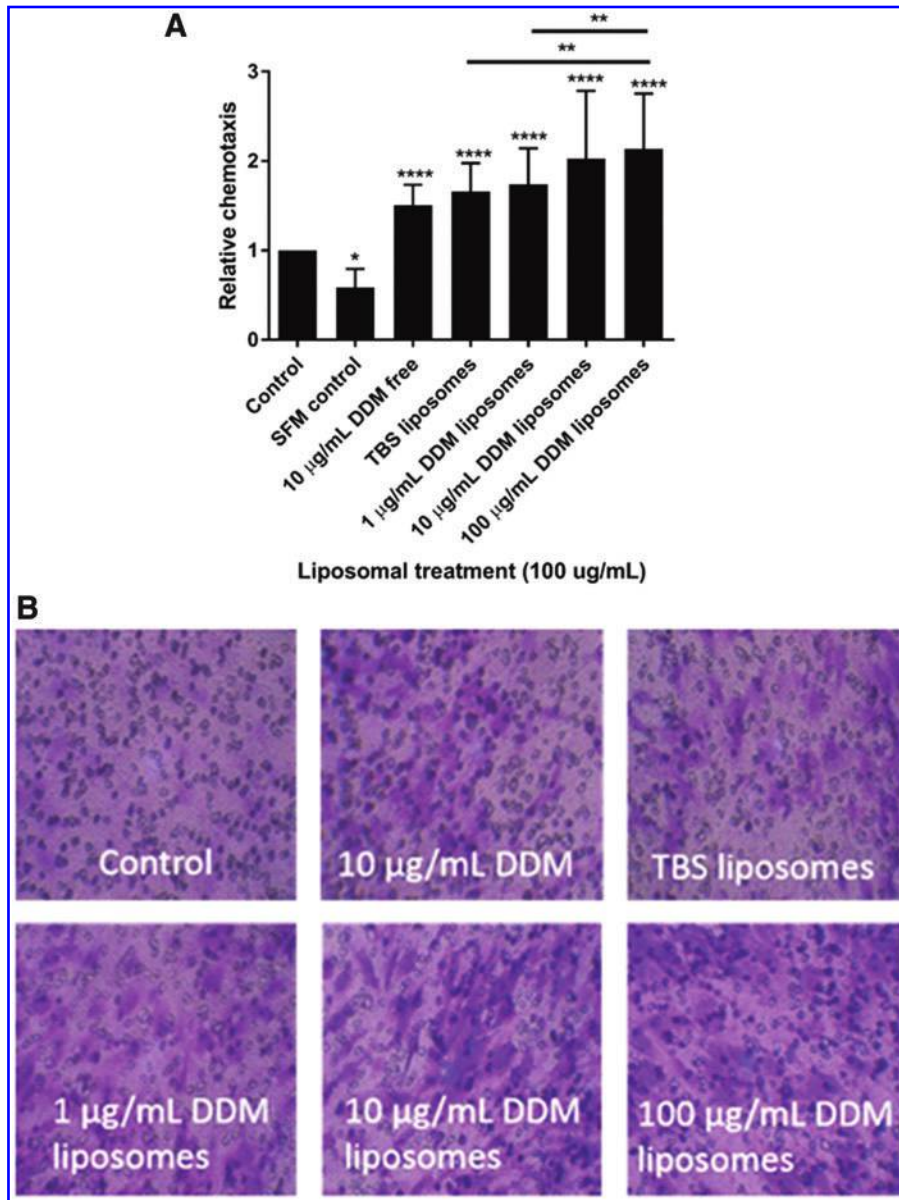 A
**
**
3
2
1
0
Relative chemotaxis
*
****
****
****
****
****
Control
SFM control
10 µg/mL DDM free
TBS liposomes
1 µg/mL DDM liposomes
10 µg/mL DDM liposomes
100 µg/mL DDM liposomes
Liposomal treatment (100 ug/mL)
B
Control
10 µg/mL DDM
TBS liposomes
1 µg/mL DDM
liposomes
10 µg/mL DDM
liposomes
100 µg/mL DDM
liposomes